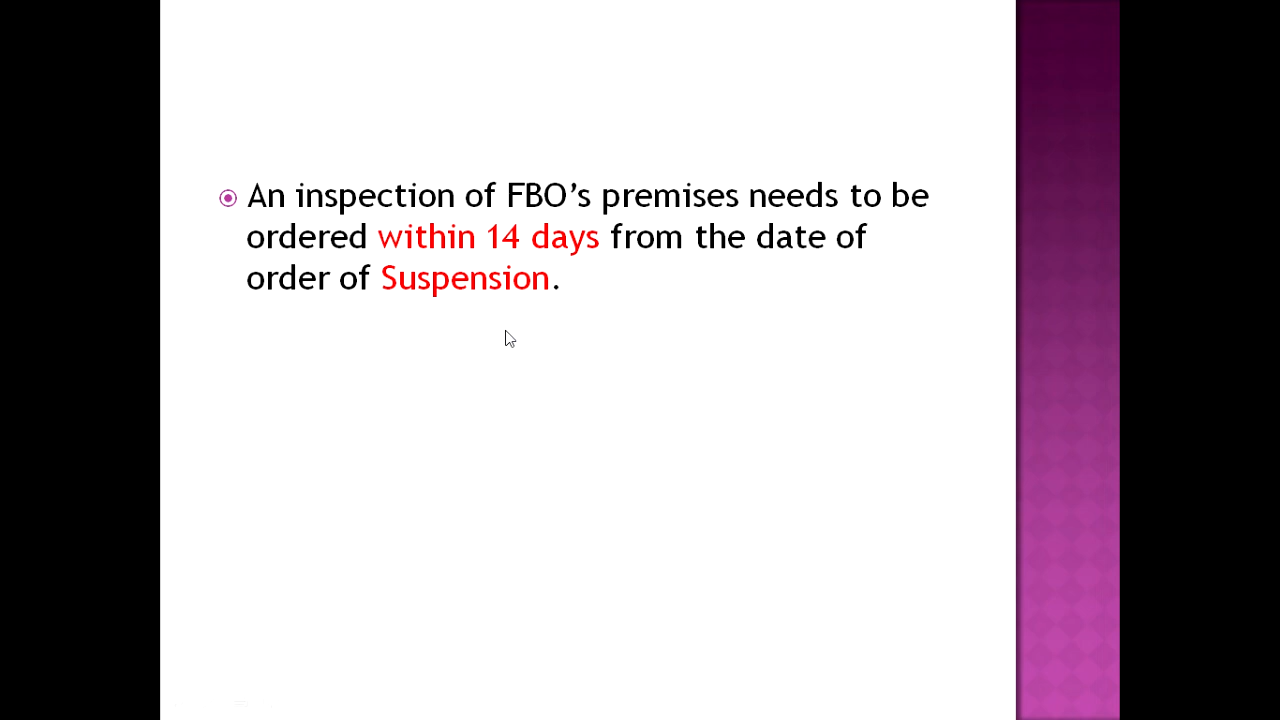 An inspection of FBO’s premises needs to be
ordered within 14 days from the date of
order of Suspension.